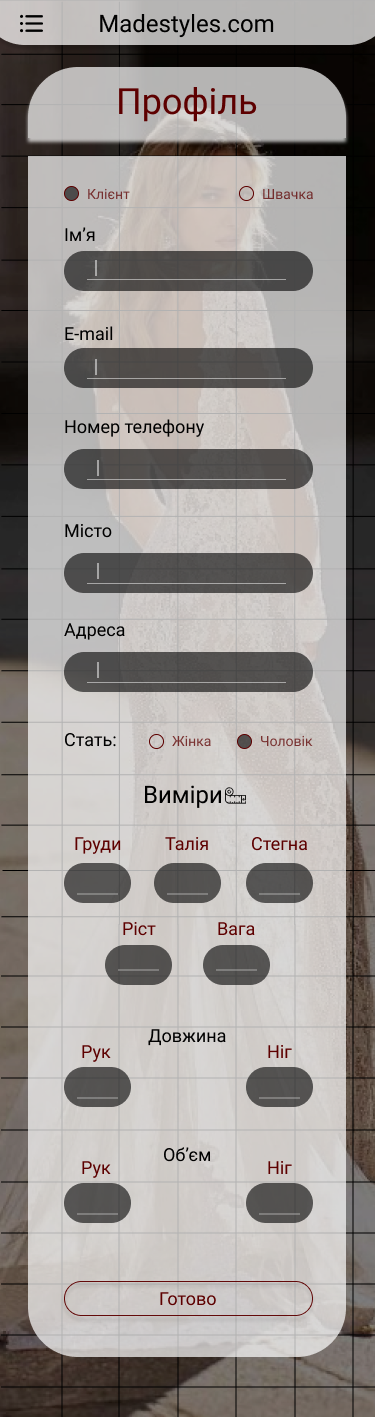 Madestyles.com
Профіль
Клієнт Швачка
Ім’я
E-mail
Номер телефону
Місто
Адреса
Стать: Жінка Чоловік
Виміри
Груди Талія Стегна
Ріст Вага
Довжина
Рук Ніг
Об’єм
Рук Ніг
Готово